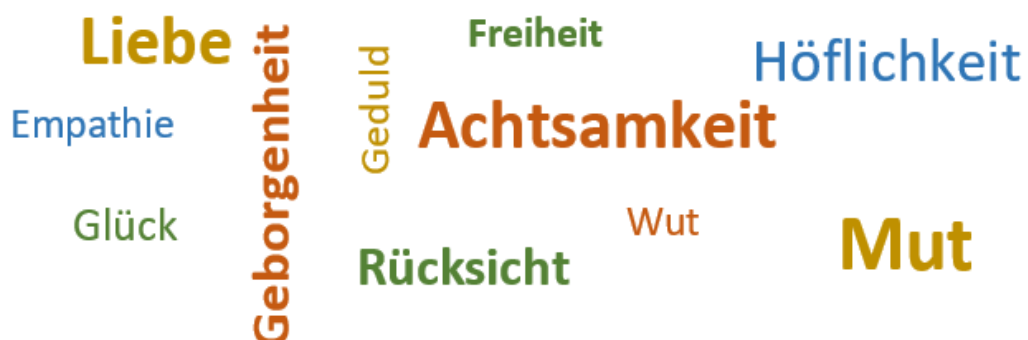 Liebe
Freiheit
Höflichkeit
Empathie
Geborgenheit
Geduld
Achtsamkeit
Glück
Rücksicht
Wut
Mut